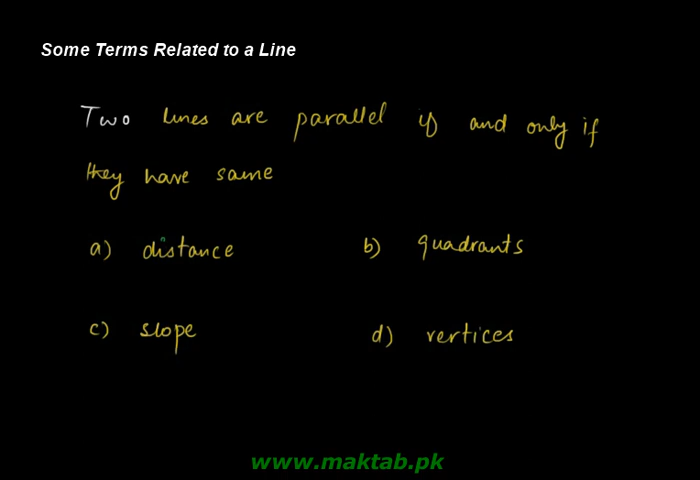 Some Terms Related to a Line
Two lines are parallel if and only if
they have same
a) distance b) quadrants
c) slope d) vertices
www.maktab.pk